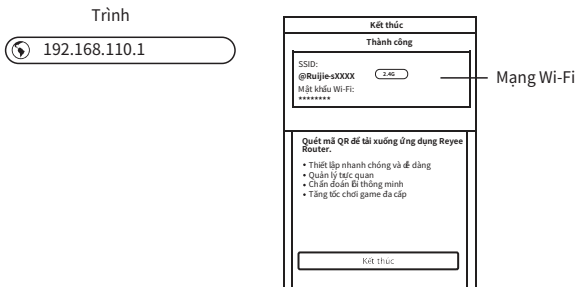 Trình
192.168.110.1
Kết thúc
Thành công
SSID:
@Ruijie-sXXXX 2.4G
Mật khẩu Wi-Fi:
********
Mạng Wi-Fi
Quét mã QR để tải xuống ứng dụng Reyee
Router.
• Thiết lập nhanh chóng và dễ dàng
• Quản lý trực quan
• Chẩn đoán lỗi thông minh
• Tăng tốc chơi game đa cấp
Kết thúc